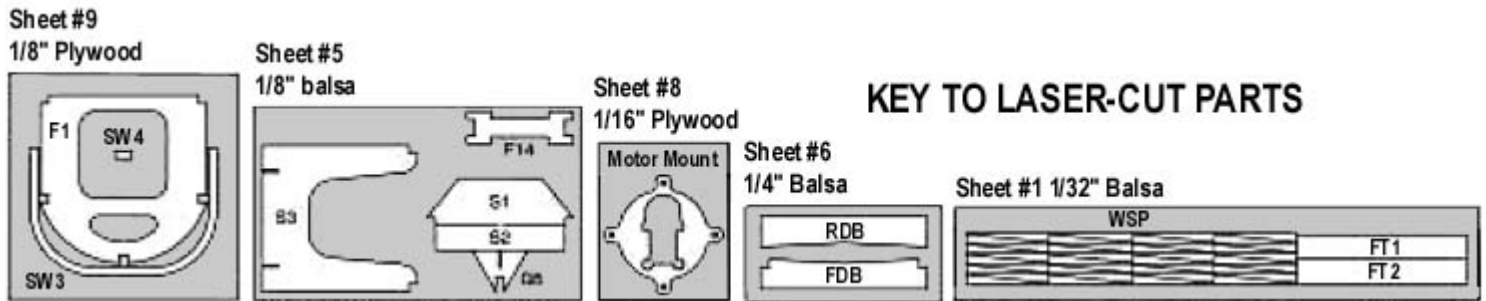 Sheet #9
1/8" Plywood
F1
SW4
SW3
Sheet #5
1/8" balsa
F14
S3
S1
S2
Sheet #8
1/16" Plywood
Motor Mount
KEY TO LASER-CUT PARTS
Sheet #6
1/4" Balsa
RDB
FDB
Sheet #1 1/32" Balsa
WSP
FT1
FT2